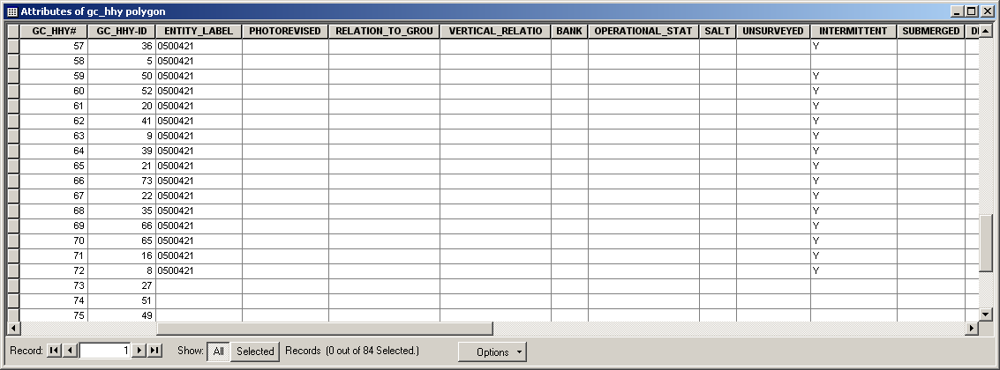 Attributes of gc_hhy polygon
GC_HHY# GC_HHY-ID ENTITY_LABEL PHOTOREVISED RELATION_TO_GROU VERTICAL_RELATIO BANK OPERATIONAL_STAT SALT UNSURVEYED INTERMITTENT SUBMERGED
57 36 0500421 Y
58 5 0500421
59 50 0500421 Y
60 52 0500421 Y
61 20 0500421 Y
62 41 0500421 Y
63 9 0500421 Y
64 39 0500421 Y
65 21 0500421 Y
66 73 0500421 Y
67 22 0500421 Y
68 35 0500421 Y
69 66 0500421 Y
70 65 0500421 Y
71 16 0500421 Y
72 8 0500421 Y
73 27
74 51
75 49
Record: 1 Show: All Selected Records (0 out of 84 Selected.) Options